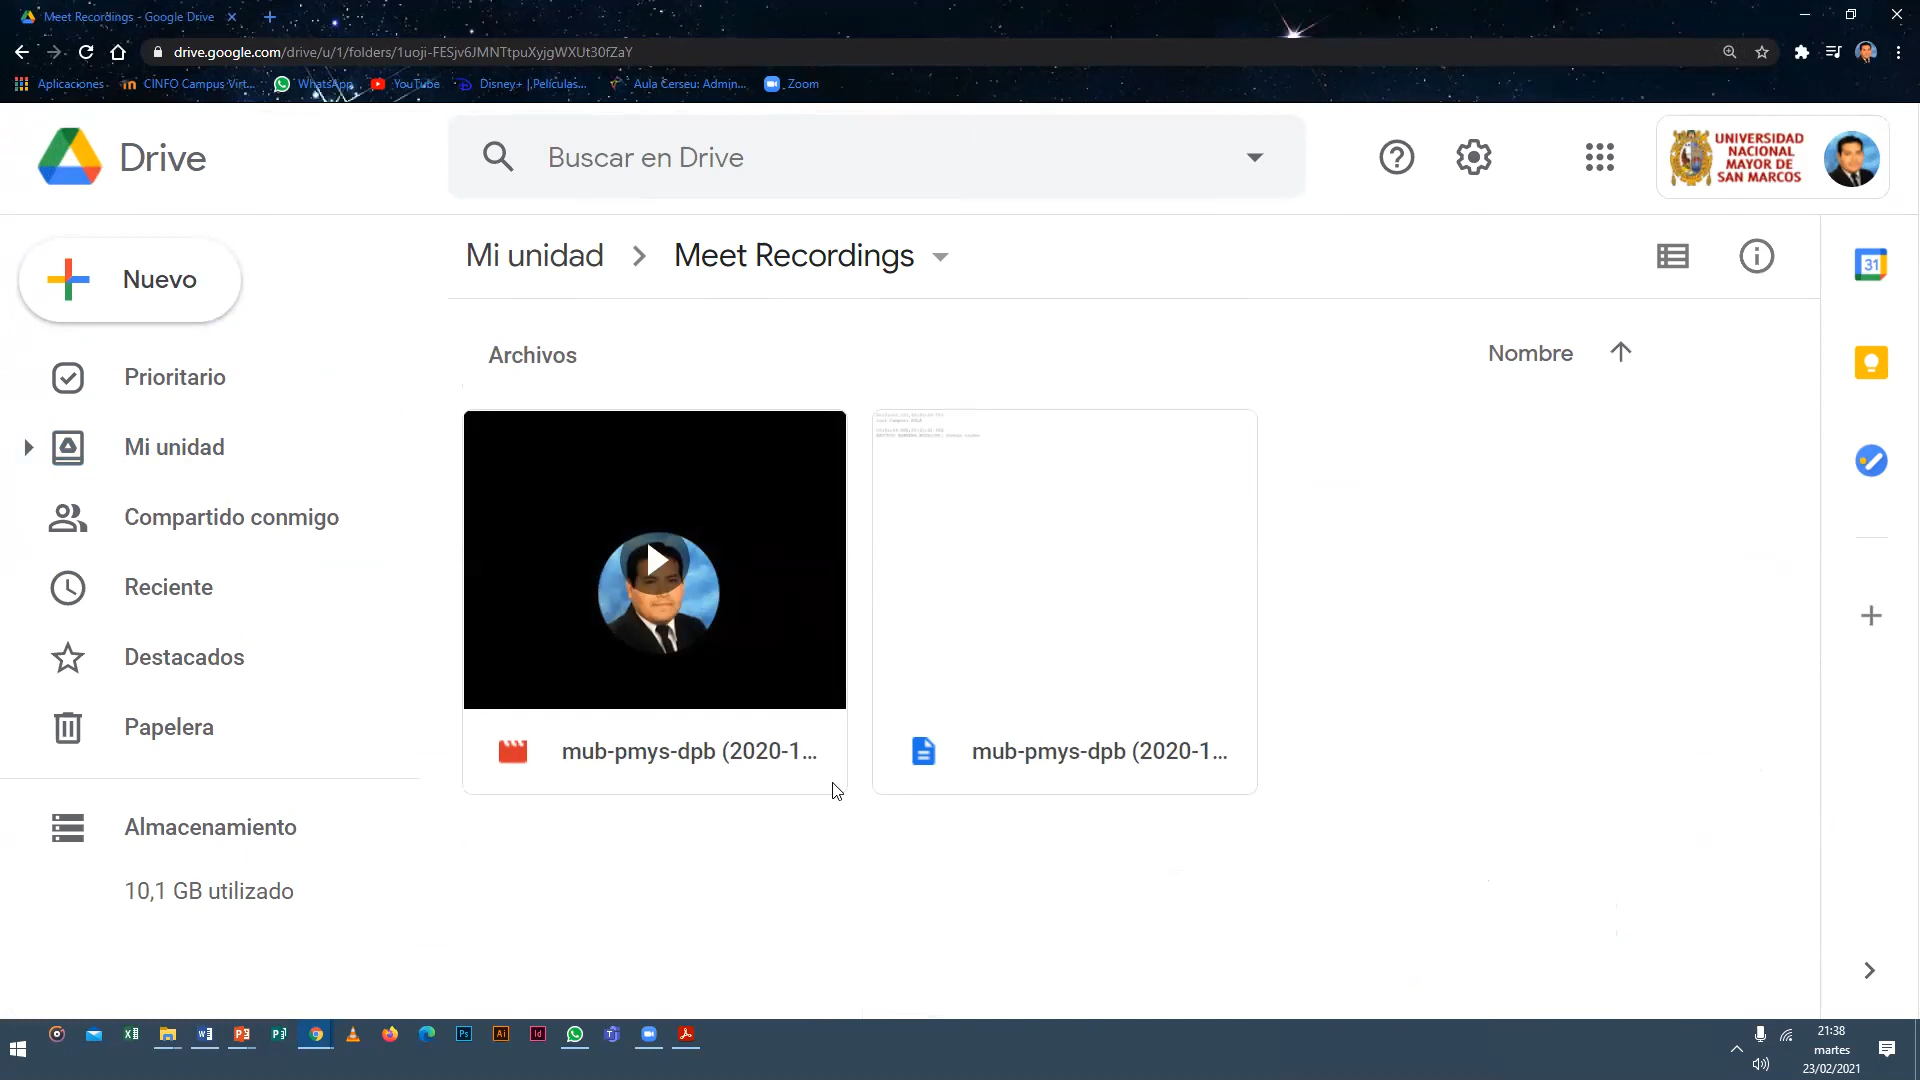 Meet Recordings - Google Drive
drive.google.com/drive/u/1/folders/1uoji-FESjv6JMNTtpuXyjgWXUt30fZaY
Aplicaciones
CINFO Campus Virt...
WhatsApp
YouTube
Disney+ | Películas...
Aula Cerseu: Admin...
Zoom
Drive
Buscar en Drive
UNIVERSIDAD
NACIONAL
MAYOR DE
SAN MARCOS
Nuevo
Mi unidad
Meet Recordings
Archivos
Nombre
Prioritario
Mi unidad
Compartido conmigo
Reciente
Destacados
Papelera
Almacenamiento
10,1 GB utilizado
mub-pmys-dpb (2020-1...
mub-pmys-dpb (2020-1...
31
21:38
martes
23/02/2021